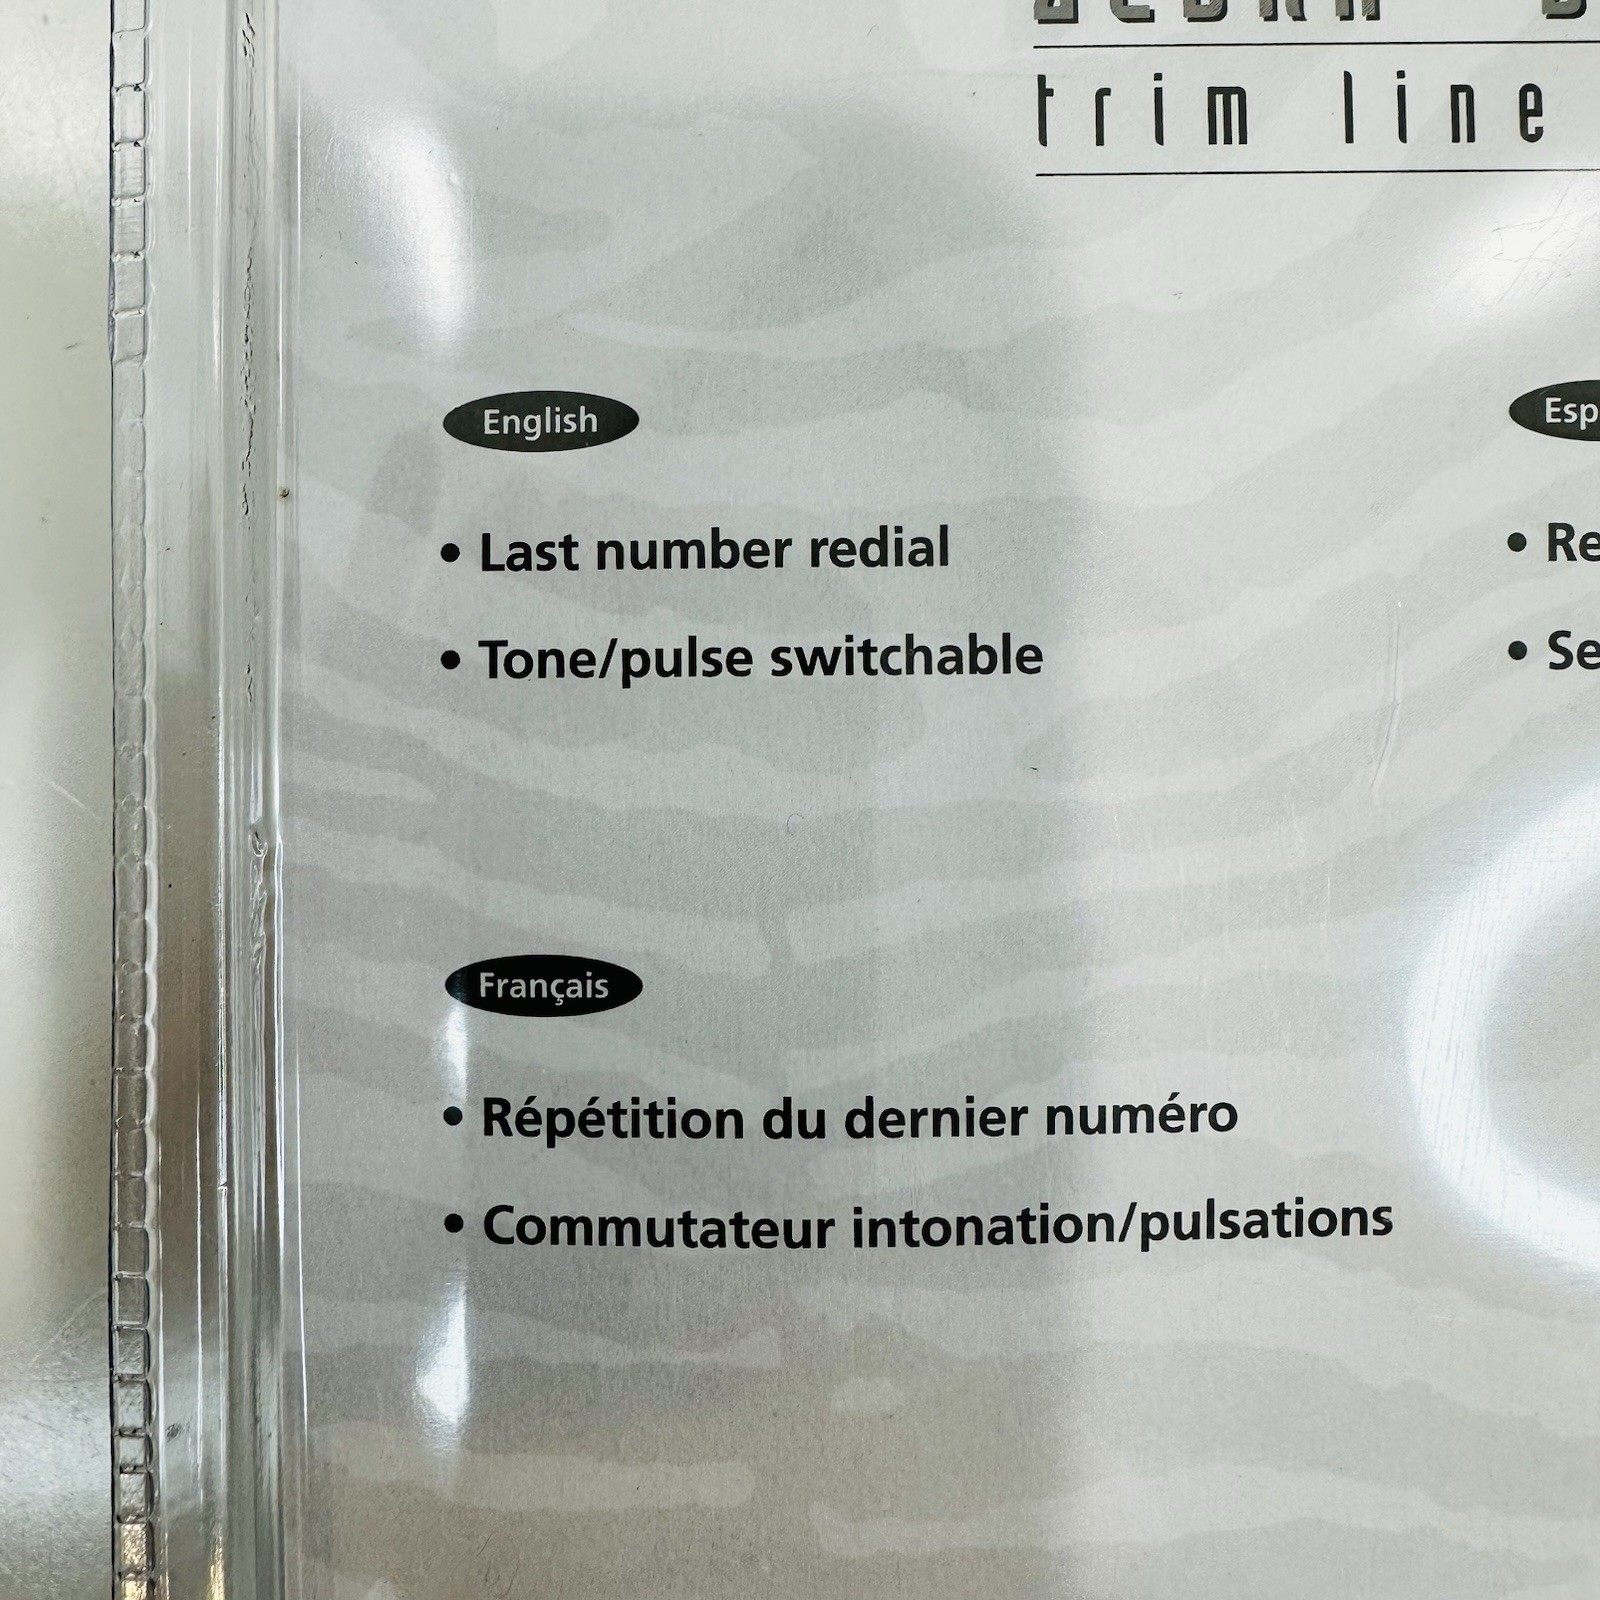 trim line
English
• Last number redial
• Tone/pulse switchable
Français
• Répétition du dernier numéro
• Commutateur intonation/pulsations